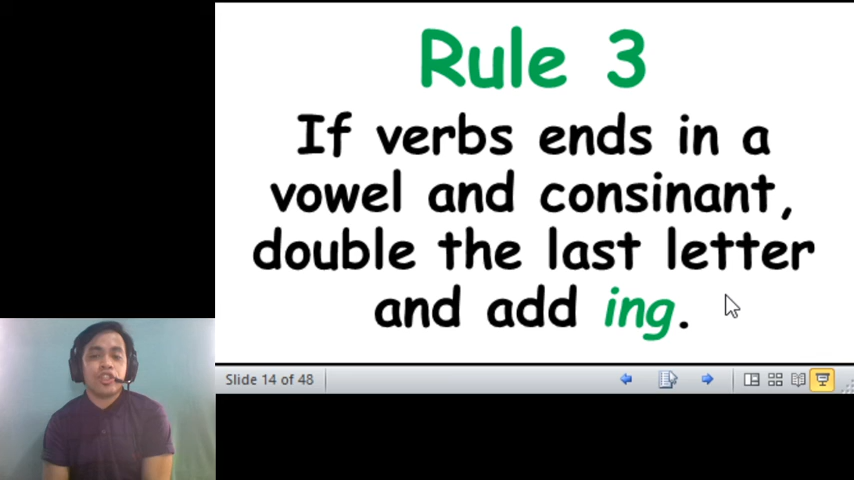 Rule 3
If verbs ends in a
vowel and consinant,
double the last letter
and add ing.
Slide 14 of 48